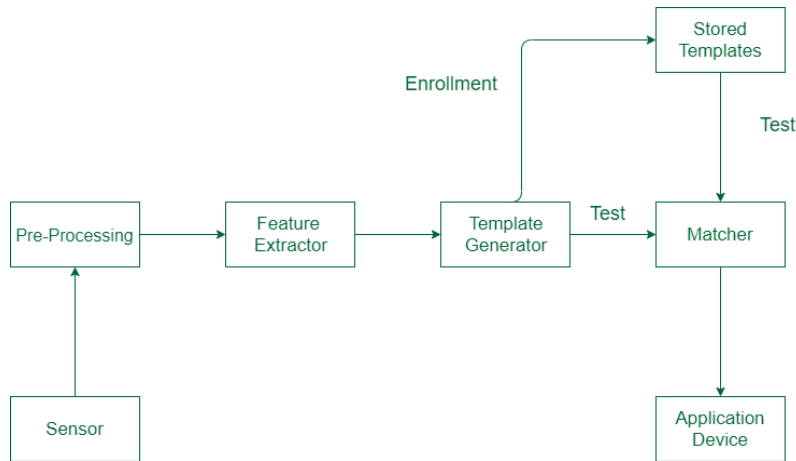 Stored
Templates
Enrollment
Test
Pre-Processing
Feature
Extractor
Template
Generator
Test
Matcher
Sensor
Application
Device